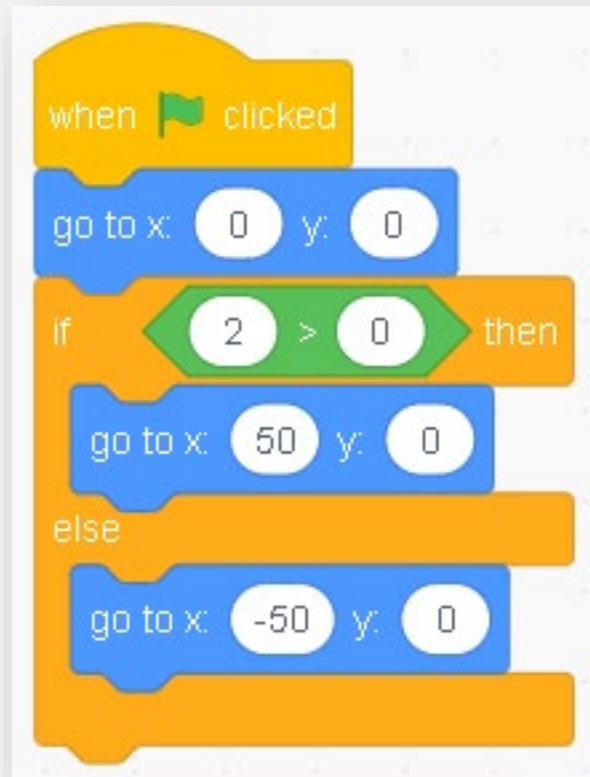 when clicked
go to x: 0 y: 0
if 2 > 0 then
go to x: 50 y: 0
else
go to x: -50 y: 0